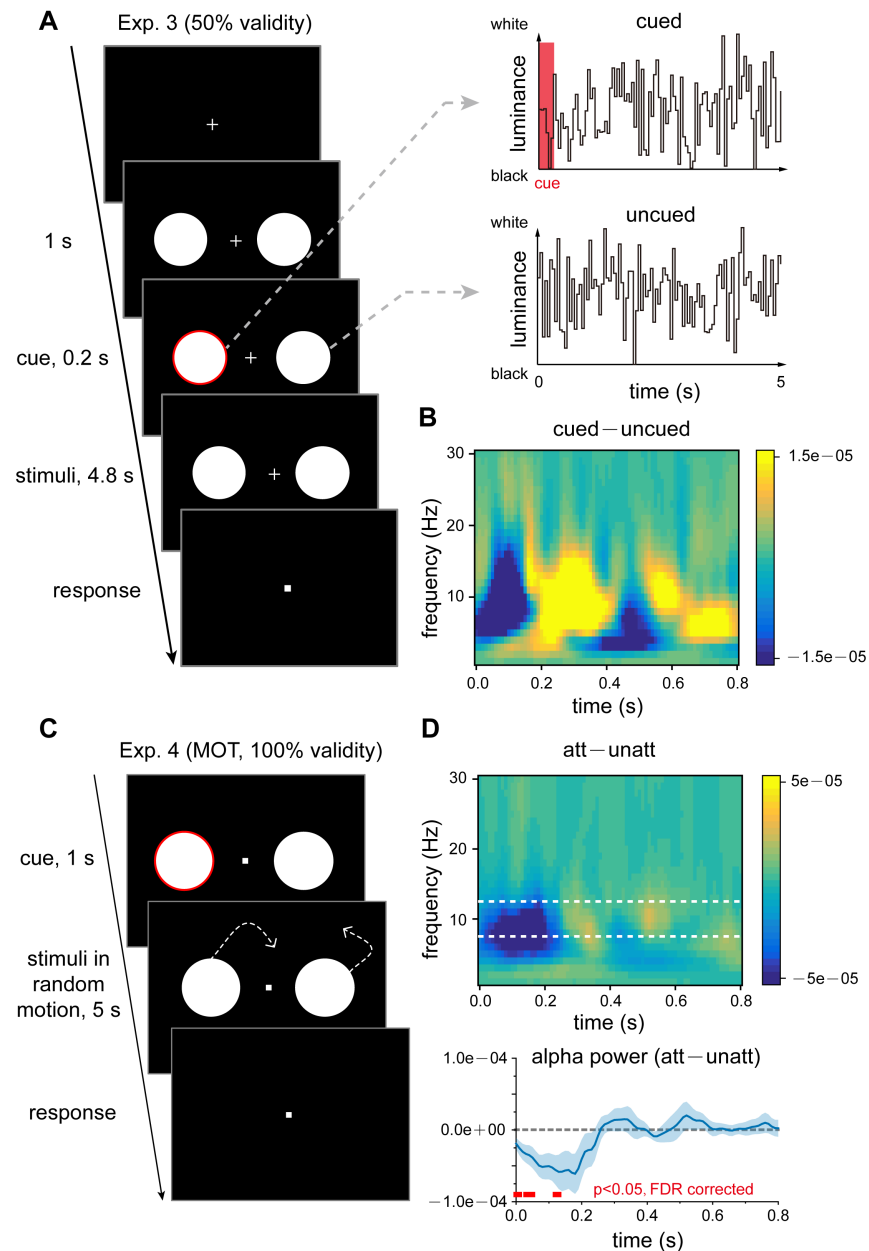 A
Exp. 3 (50% validity)
1 s
cue, 0.2 s
stimuli, 4.8 s
response
cued
white
luminance
black
cue
uncued
white
luminance
black
0
5
time (s)
B
cued−uncued
30
20
10
frequency (Hz)
0.0
0.2
0.4
0.6
0.8
time (s)
1.5e−05
−1.5e−05
C
Exp. 4 (MOT, 100% validity)
cue, 1 s
stimuli in
random
motion, 5 s
response
D
att−unatt
30
20
10
frequency (Hz)
0.0
0.2
0.4
0.6
0.8
time (s)
5e−05
−5e−05
alpha power (att−unatt)
1.0e−04
0.0e+00
−1.0e−04
p<0.05, FDR corrected
0.0
0.2
0.4
0.6
0.8
time (s)